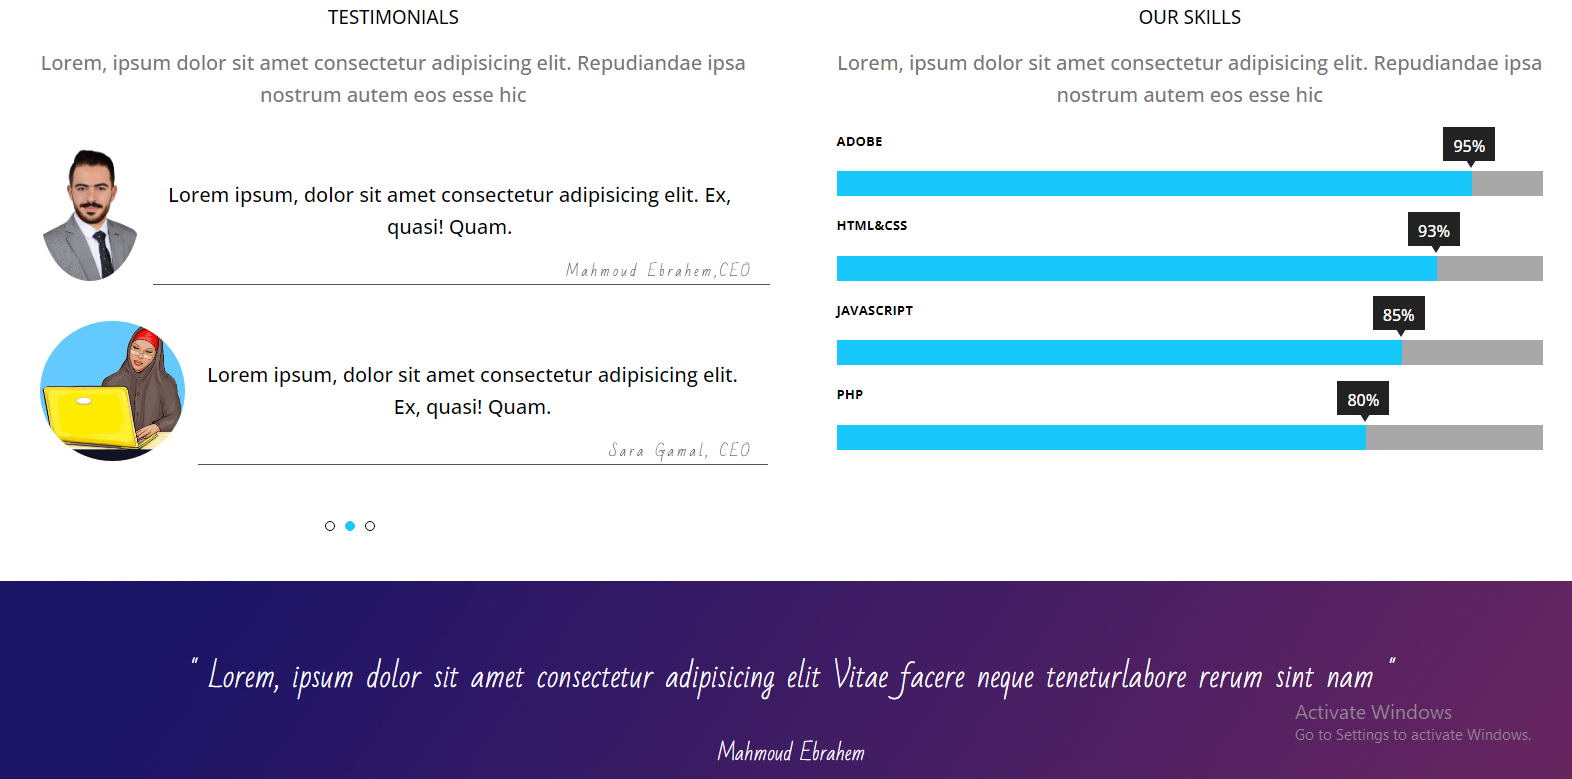 TESTIMONIALS
Lorem, ipsum dolor sit amet consectetur adipisicing elit. Repudiandae ipsa
nostrum autem eos esse hic
Lorem ipsum, dolor sit amet consectetur adipisicing elit. Ex,
quasi! Quam.
Mahmoud Ebrahem,CEO
Lorem ipsum, dolor sit amet consectetur adipisicing elit.
Ex, quasi! Quam.
Sara Gamal, CEO
OUR SKILLS
Lorem, ipsum dolor sit amet consectetur adipisicing elit. Repudiandae ipsa
nostrum autem eos esse hic
ADOBE
95%
HTML&CSS
93%
JAVASCRIPT
85%
PHP
80%
" Lorem, ipsum dolor sit amet consectetur adipisicing elit Vitae facere neque teneturlabore rerum sint nam "
Mahmoud Ebrahem
Activate Windows
Go to Settings to activate Windows.